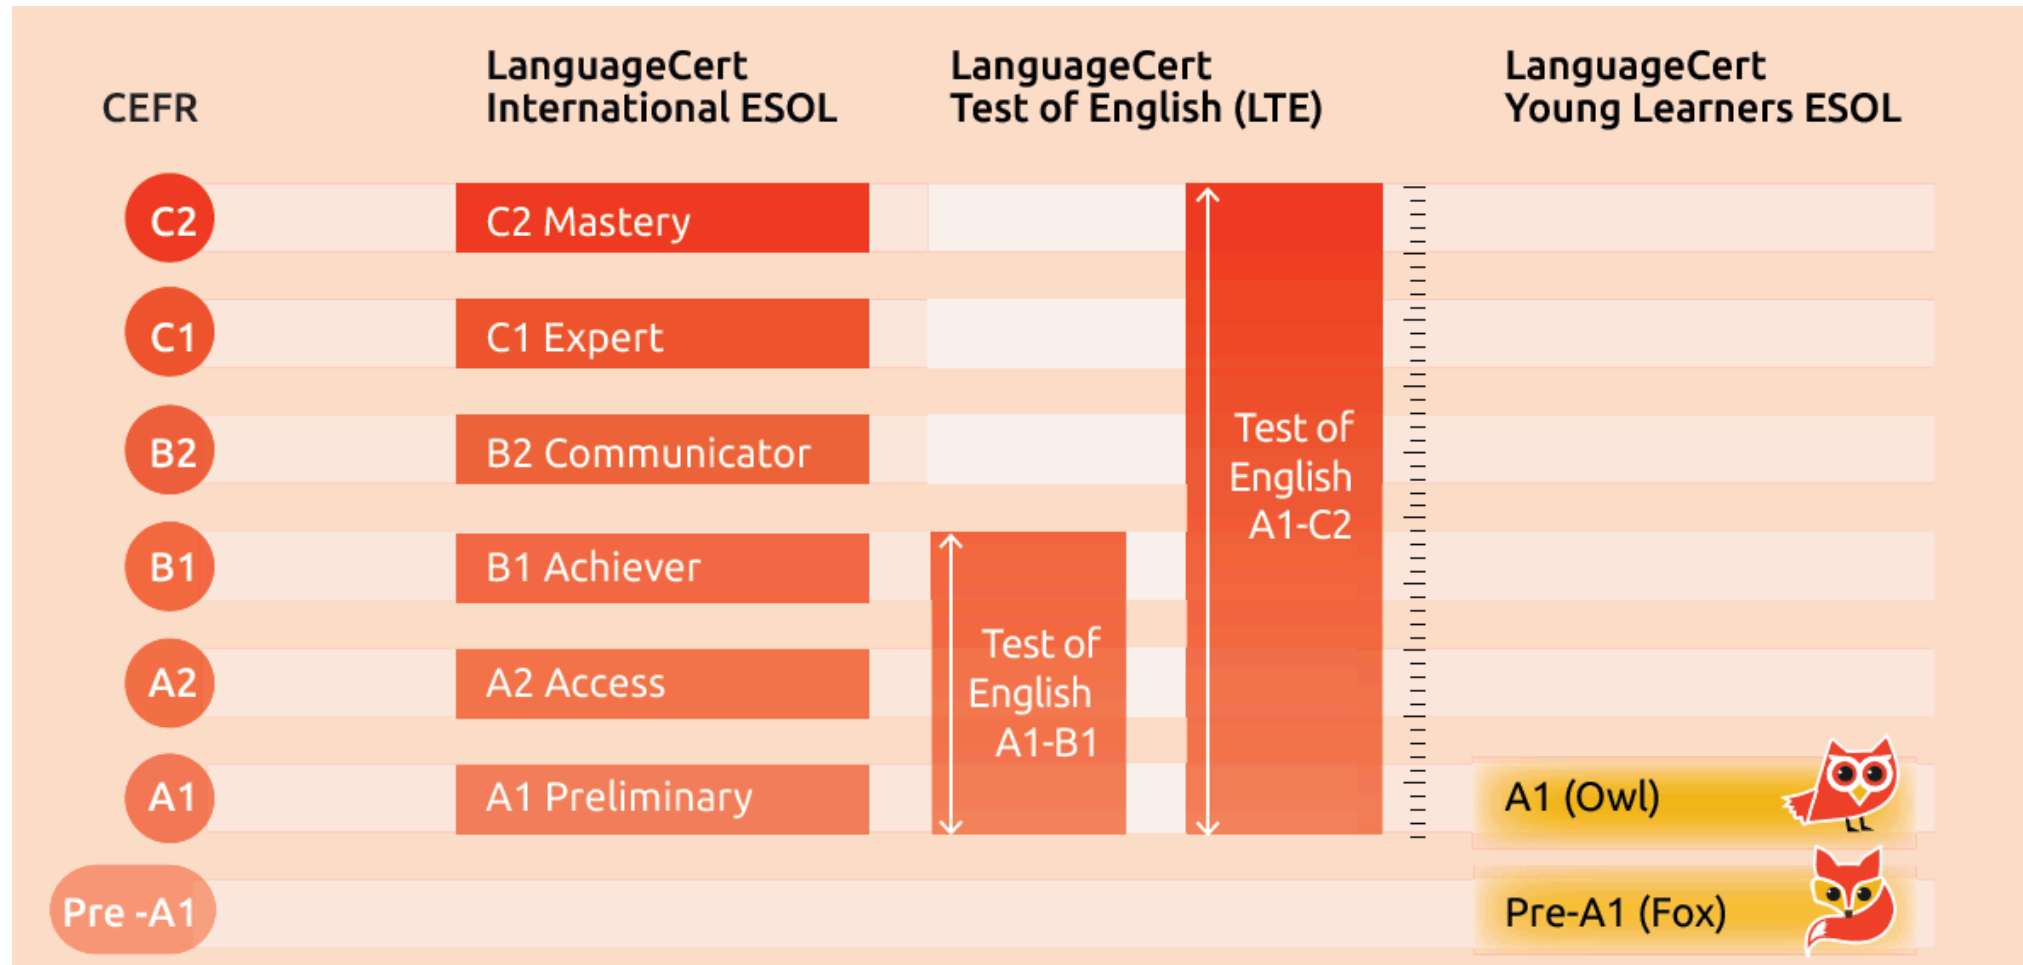 CEFR
LanguageCert
International ESOL
LanguageCert
Test of English (LTE)
LanguageCert
Young Learners ESOL
C2
C2 Mastery
C1
C1 Expert
B2
B2 Communicator
Test of
English
A1-C2
B1
B1 Achiever
Test of
English
A1-B1
A2
A2 Access
A1
A1 Preliminary
A1 (Owl)
Pre -A1
Pre-A1 (Fox)